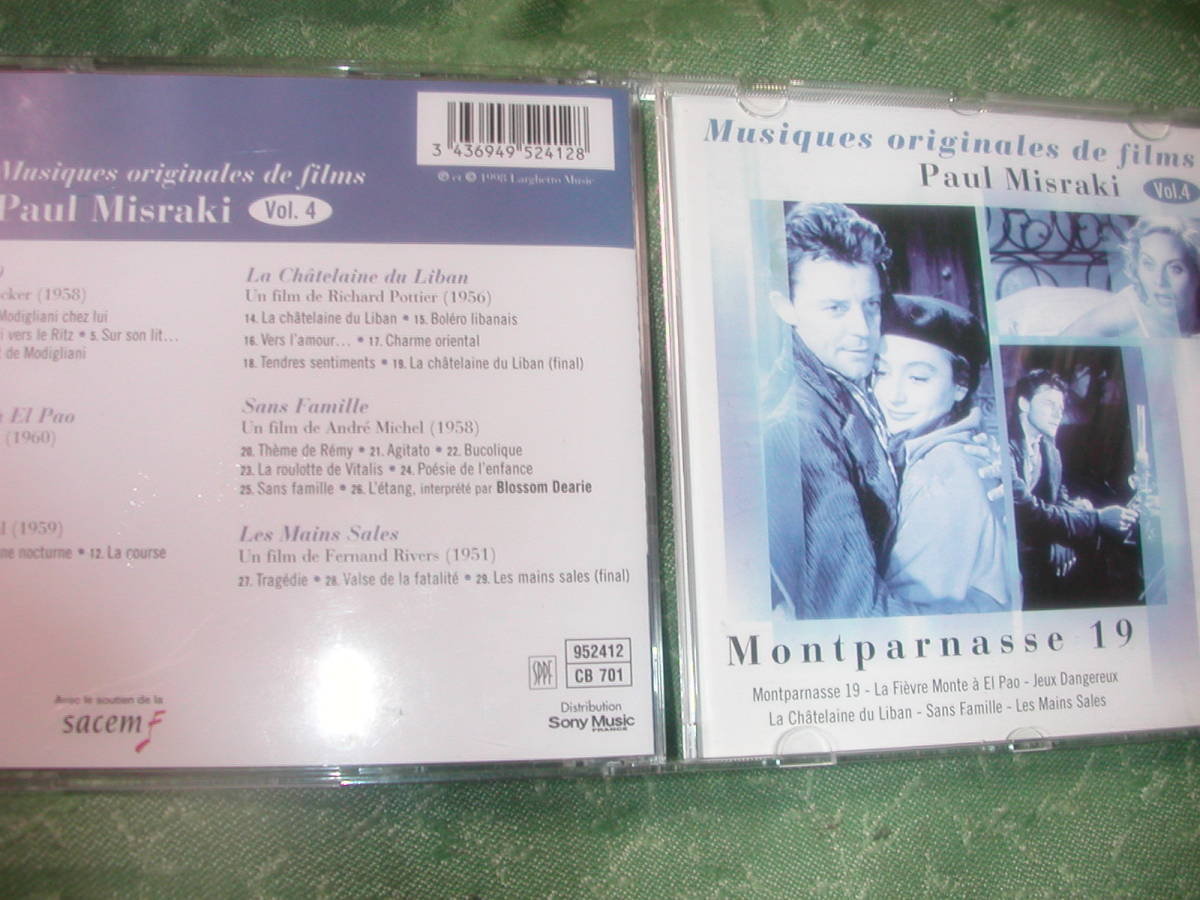 3 436949 524128
℗ et © 1998 Larghetto Music
Musiques originales de films
Paul Misraki Vol. 4
cker (1958)
Modigliani chez lui
i vers le Ritz • 5. Sur son lit...
de Modigliani
El Pao
(1960)
l (1959)
ne nocturne • 12. La course
La Châtelaine du Liban
Un film de Richard Pottier (1956)
14. La châtelaine du Liban • 15. Boléro libanais
16. Vers l'amour... • 17. Charme oriental
18. Tendres sentiments • 19. La châtelaine du Liban (final)
Sans Famille
Un film de André Michel (1958)
20. Thème de Rémy • 21. Agitato • 22. Bucolique
23. La roulotte de Vitalis • 24. Poésie de l'enfance
25. Sans famille • 26. L'étang, interprété par Blossom Dearie
Les Mains Sales
Un film de Fernand Rivers (1951)
27. Tragédie • 28. Valse de la fatalité • 29. Les mains sales (final)
Avec le soutien de la
sacem
SPPF
952412
CB 701
Distribution
Sony Music
FRANCE
Musiques originales de films
Paul Misraki Vol.4
Montparnasse 19
Montparnasse 19 - La Fièvre Monte à El Pao - Jeux Dangereux
La Châtelaine du Liban - Sans Famille - Les Mains Sales